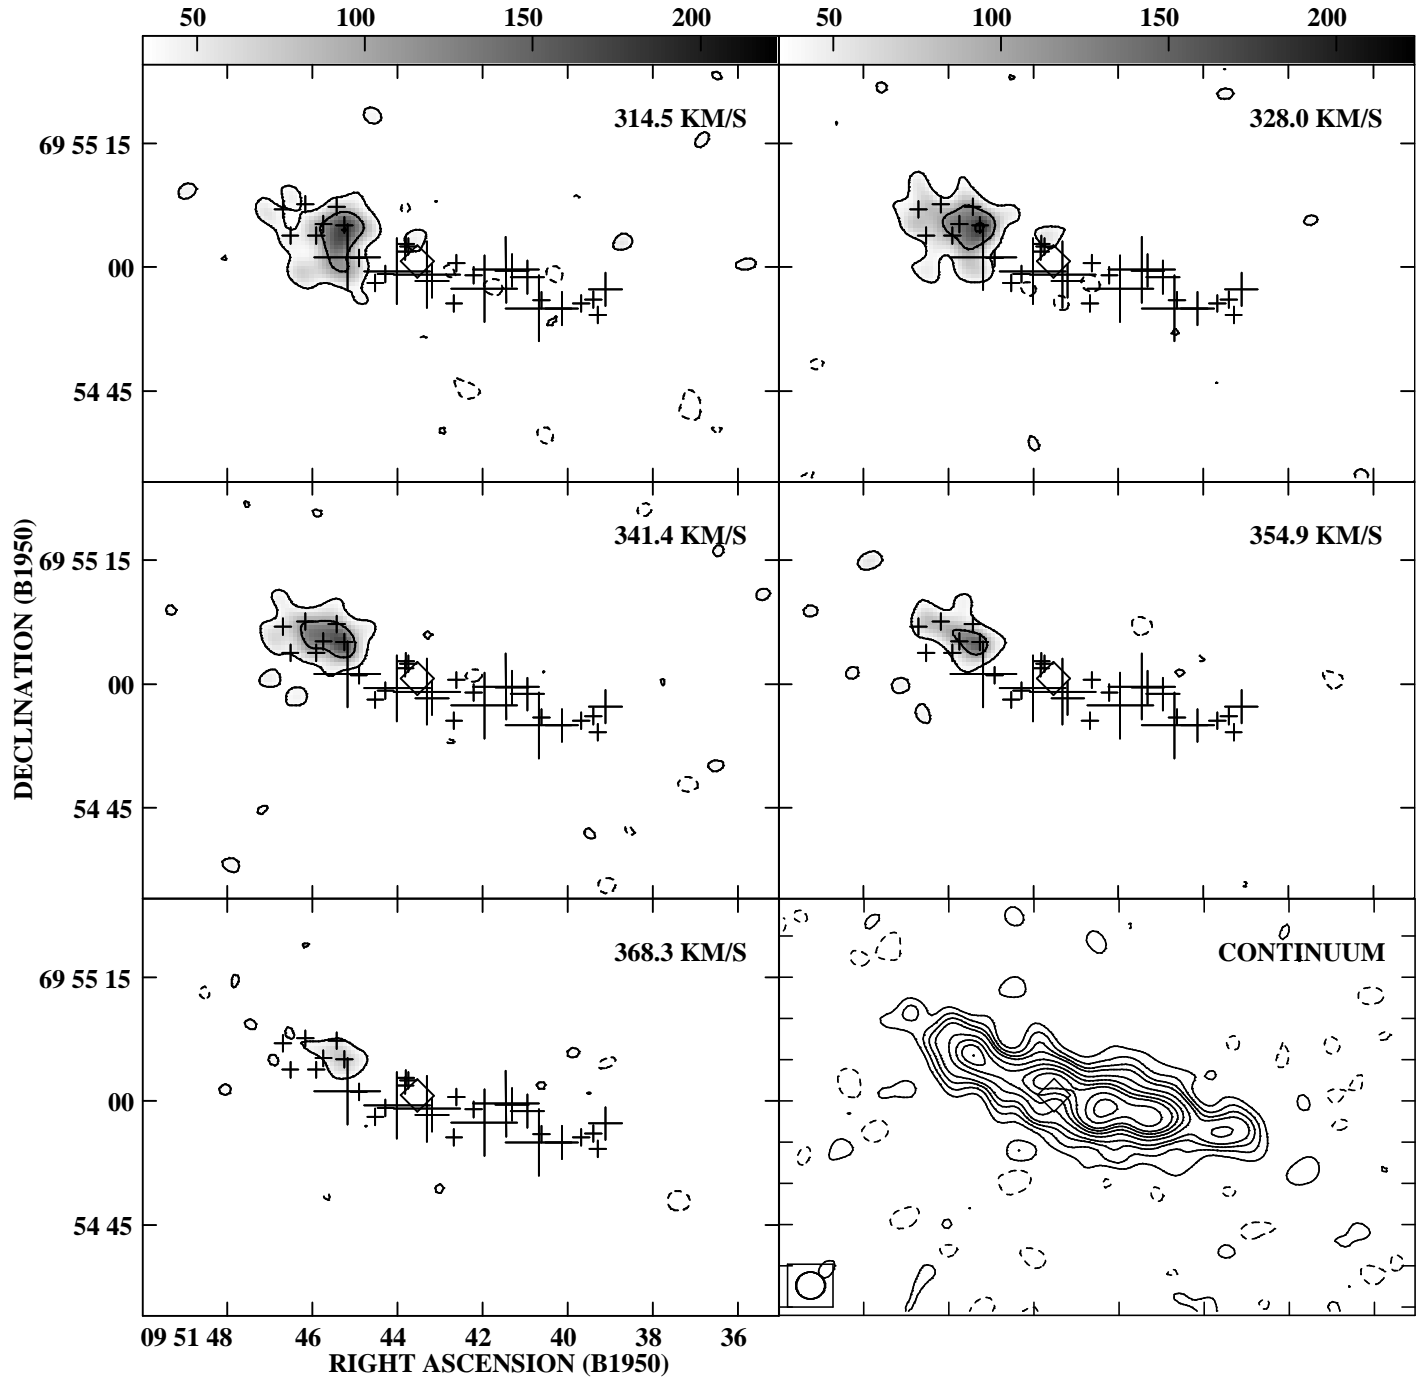 50 100 150 200 50 100 150 200
314.5 KM/S 328.0 KM/S
69 55 15
00
54 45
341.4 KM/S 354.9 KM/S
69 55 15
00
54 45
DECLINATION (B1950)
368.3 KM/S CONTINUUM
69 55 15
00
54 45
09 51 48 46 44 42 40 38 36
RIGHT ASCENSION (B1950)